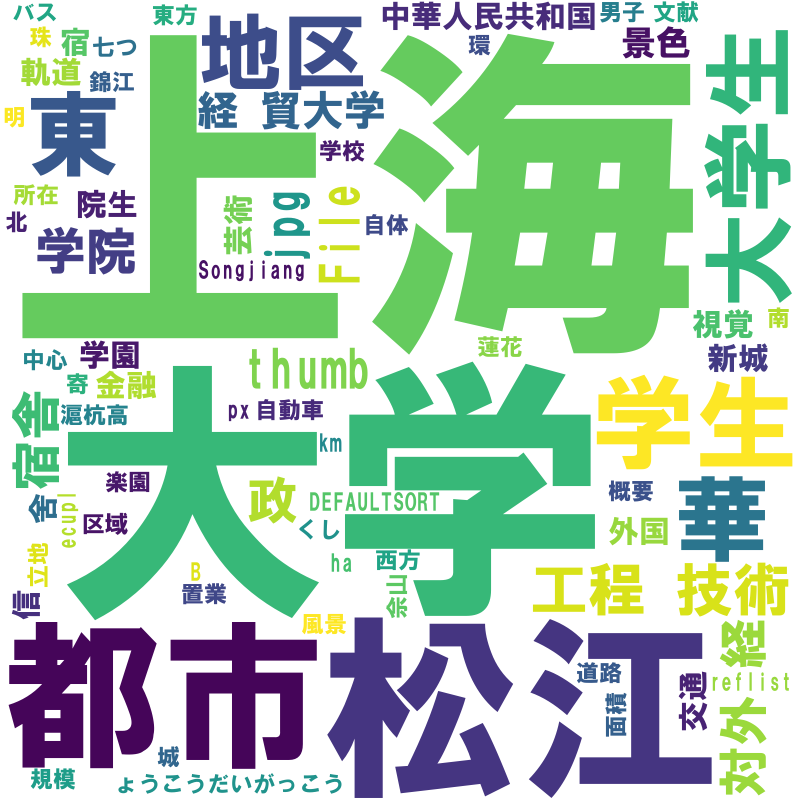 バス
東方
中華人民共和国
男子
文献
珠
宿
七つ
地区
環
景色
大学生
軌道
錦江
明
東
経
貿大学
上海
学校
所在
院生
北
学院
芸術
jpg
File
自体
Songjiang
視覚
南
中心
学園
蓮花
新城
thumb
寄
金融
大学
学生
宿舎
滬杭高
px
自動車
km
楽園
政
概要
華
舎
ecupl
区域
DEFAULTSORT
くし
外国
立地
B
ha
西方
信
置業
佘山
工程
技術
風景
都市
松江
経
道路
交通
reflist
面積
対外
城
規模
ょうこうだいがっこう